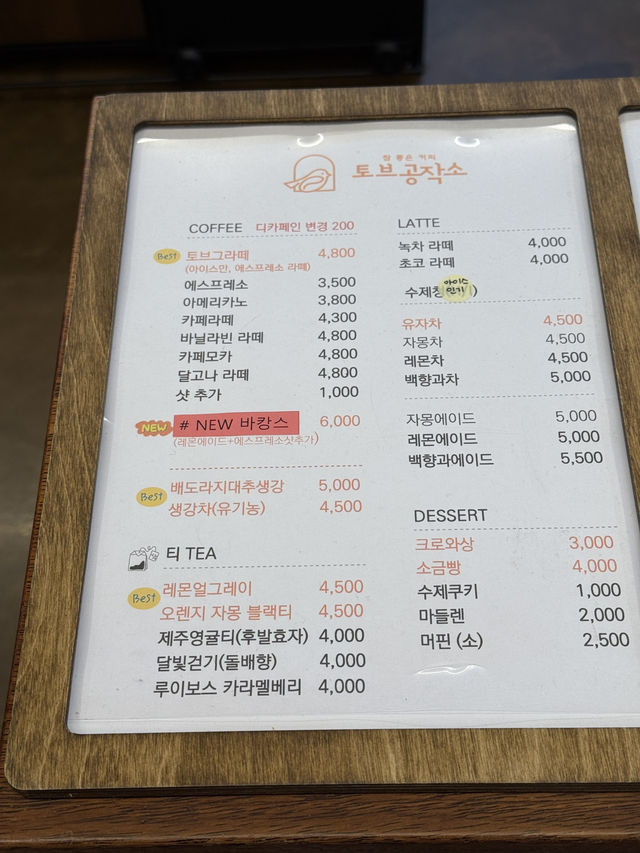 참 좋은 커피
토브공작소
COFFEE 디카페인 변경 200
Best 토브그라떼 4,800
(아이스만, 에스프레소 라떼)
에스프레소 3,500
아메리카노 3,800
카페라떼 4,300
바닐라빈 라떼 4,800
카페모카 4,800
달고나 라떼 4,800
샷 추가 1,000
NEW # NEW 바캉스 6,000
(레몬에이드+에스프레소샷추가)
Best 배도라지대추생강 5,000
생강차(유기농) 4,500
티 TEA
Best 레몬얼그레이 4,500
오렌지 자몽 블랙티 4,500
제주영귤티(후발효자) 4,000
달빛걷기(돌배향) 4,000
루이보스 카라멜베리 4,000
LATTE
녹차 라떼 4,000
초코 라떼 4,000
수제청
아이스
인기
유자차 4,500
자몽차 4,500
레몬차 4,500
백향과차 5,000
자몽에이드 5,000
레몬에이드 5,000
백향과에이드 5,500
DESSERT
크로와상 3,000
소금빵 4,000
수제쿠키 1,000
마들렌 2,000
머핀 (소) 2,500